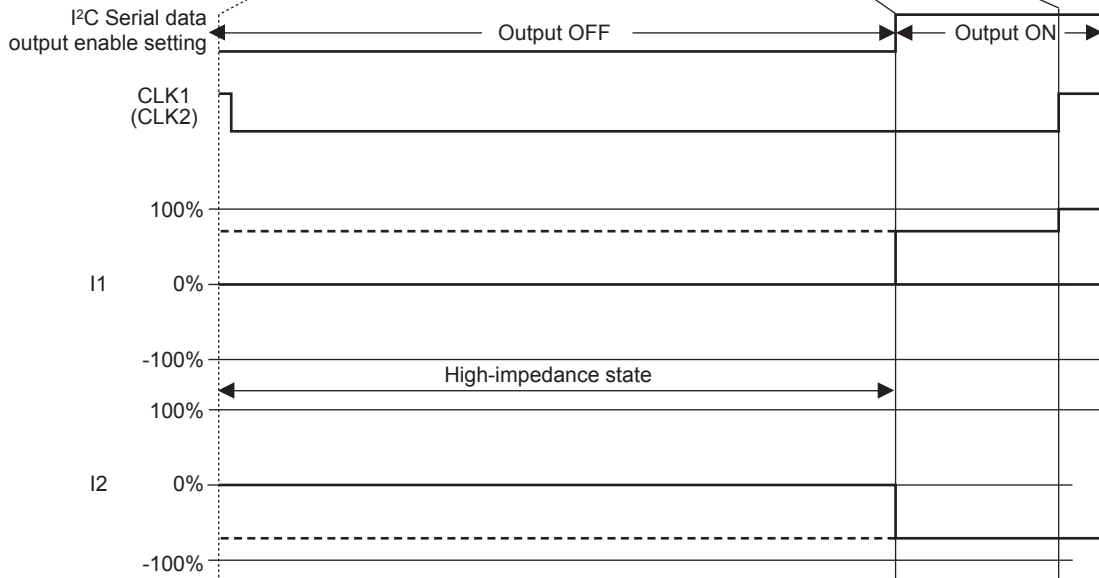 I²C Serial data
output enable setting
Output OFF
Output ON
CLK1
(CLK2)
100%
I1
0%
-100%
High-impedance state
100%
I2
0%
-100%